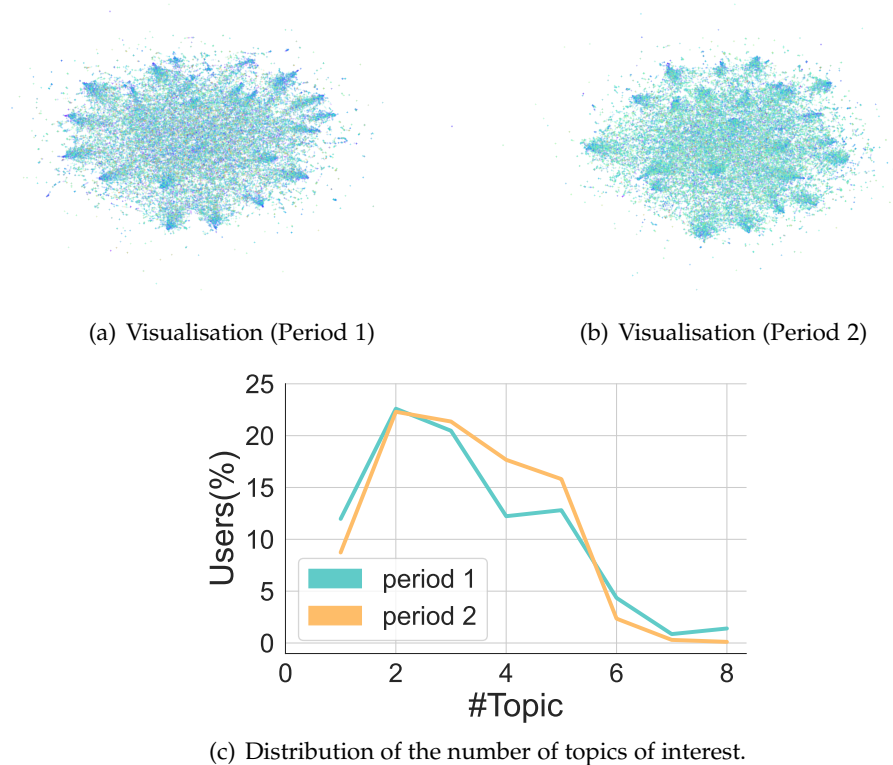 (a) Visualisation (Period 1)
(b) Visualisation (Period 2)
25
20
15
10
5
0
Users(%)
period 1
period 2
0 2 4 6 8
#Topic
(c) Distribution of the number of topics of interest.